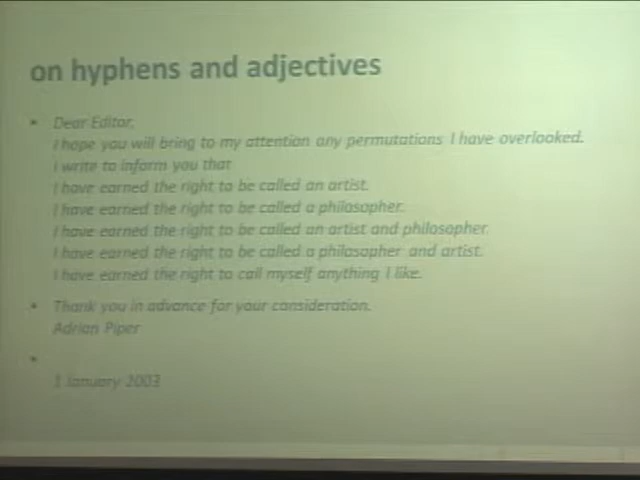 on hyphens and adjectives
Dear Editor,
I hope you will bring to my attention any permutations I have overlooked.
I write to inform you that
I have earned the right to be called an artist.
I have earned the right to be called a philosopher.
I have earned the right to be called an artist and philosopher.
I have earned the right to be called a philosopher and artist.
I have earned the right to call myself anything I like.
Thank you in advance for your consideration.
Adrian Piper
1 January 2003